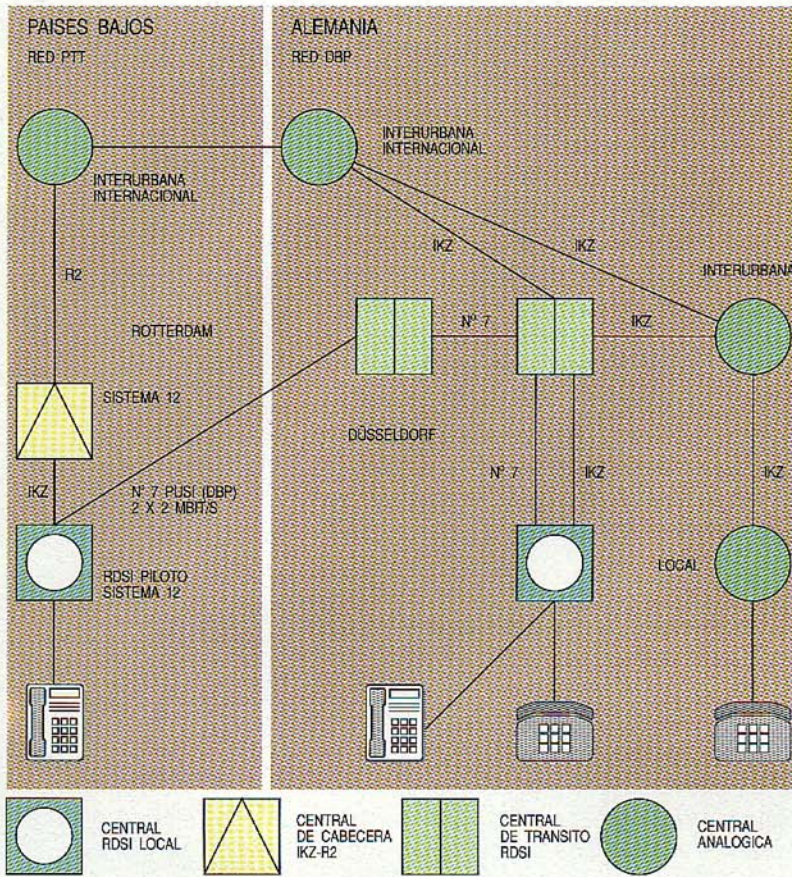 PAISES BAJOS
RED PTT
ALEMANIA
RED DBP
INTERURBANA
INTERNACIONAL
INTERURBANA
INTERNACIONAL
R2
IKZ
IKZ
INTERURBANA
ROTTERDAM
Nº 7
IKZ
SISTEMA 12
DÜSSELDORF
IKZ
Nº 7 PUSI (DBP)
2 X 2 MBIT/S
Nº 7
IKZ
IKZ
RDSI PILOTO
SISTEMA 12
LOCAL
CENTRAL
RDSI LOCAL
CENTRAL
DE CABECERA
IKZ-R2
CENTRAL
DE TRANSITO
RDSI
CENTRAL
ANALOGICA